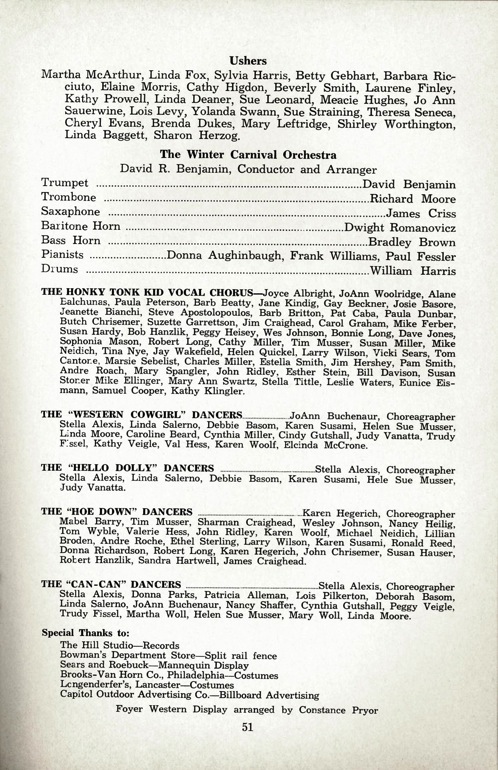 Ushers
Martha McArthur, Linda Fox, Sylvia Harris, Betty Gebhart, Barbara Ric-
ciuto, Elaine Morris, Cathy Higdon, Beverly Smith, Laurene Finley,
Kathy Prowell, Linda Deaner, Sue Leonard, Meacie Hughes, Jo Ann
Sauerwine, Lois Levy, Yolanda Swann, Sue Straining, Theresa Seneca,
Cheryl Evans, Brenda Dukes, Mary Leftridge, Shirley Worthington,
Linda Baggett, Sharon Herzog.
The Winter Carnival Orchestra
David R. Benjamin, Conductor and Arranger
Trumpet ........ David Benjamin
Trombone ........ Richard Moore
Saxaphone ........ James Criss
Baritone Horn ........ Dwight Romanovicz
Bass Horn ........ Bradley Brown
Pianists ........ Donna Aughinbaugh, Frank Williams, Paul Fessler
Drums ........ William Harris
THE HONKY TONK KID VOCAL CHORUS—Joyce Albright, JoAnn Woolridge, Alane
Ealchunas, Paula Peterson, Barb Beatty, Jane Kindig, Gay Beckner, Josie Basore,
Jeanette Bianchi, Steve Apostolopoulos, Barb Britton, Pat Caba, Paula Dunbar,
Butch Chrisemer, Suzette Garrettson, Jim Craighead, Carol Graham, Mike Ferber,
Susan Hardy, Bob Hanzlik, Peggy Heisey, Wes Johnson, Bonnie Long, Dave Jones,
Sophonia Mason, Robert Long, Cathy Miller, Tim Musser, Susan Miller, Mike
Neidich, Tina Nye, Jay Wakefield, Helen Quickel, Larry Wilson, Vicki Sears, Tom
Cantore. Marsie Sebelist, Charles Miller, Estella Smith, Jim Hershey, Pam Smith,
Andre Roach, Mary Spangler, John Ridley, Esther Stein, Bill Davison, Susan
Stoner Mike Ellinger, Mary Ann Swartz, Stella Tittle, Leslie Waters, Eunice Eis-
mann, Samuel Cooper, Kathy Klingler.
THE "WESTERN COWGIRL" DANCERS ........ JoAnn Buchenaur, Choreographer
Stella Alexis, Linda Salerno, Debbie Basom, Karen Susami, Helen Sue Musser,
Linda Moore, Caroline Beard, Cynthia Miller, Cindy Gutshall, Judy Vanatta, Trudy
Fissel, Kathy Veigle, Val Hess, Karen Woolf, Elcinda McCrone.
THE "HELLO DOLLY" DANCERS ........ Stella Alexis, Choreographer
Stella Alexis, Linda Salerno, Debbie Basom, Karen Susami, Hele Sue Musser,
Judy Vanatta.
THE "HOE DOWN" DANCERS ........ Karen Hegerich, Choreographer
Mabel Barry, Tim Musser, Sharman Craighead, Wesley Johnson, Nancy Heilig,
Tom Wyble, Valerie Hess, John Ridley, Karen Woolf, Michael Neidich, Lillian
Broden, Andre Roche, Ethel Sterling, Larry Wilson, Karen Susami, Ronald Reed,
Donna Richardson, Robert Long, Karen Hegerich, John Chrisemer, Susan Hauser,
Robert Hanzlik, Sandra Hartwell, James Craighead.
THE "CAN-CAN" DANCERS ........ Stella Alexis, Choreographer
Stella Alexis, Donna Parks, Patricia Alleman, Lois Pilkerton, Deborah Basom,
Linda Salerno, JoAnn Buchenaur, Nancy Shaffer, Cynthia Gutshall, Peggy Veigle,
Trudy Fissel, Martha Woll, Helen Sue Musser, Mary Woll, Linda Moore.
Special Thanks to:
The Hill Studio—Records
Bowman's Department Store—Split rail fence
Sears and Roebuck—Mannequin Display
Brooks-Van Horn Co., Philadelphia—Costumes
Longenderfer's, Lancaster—Costumes
Capitol Outdoor Advertising Co.—Billboard Advertising
Foyer Western Display arranged by Constance Pryor
51